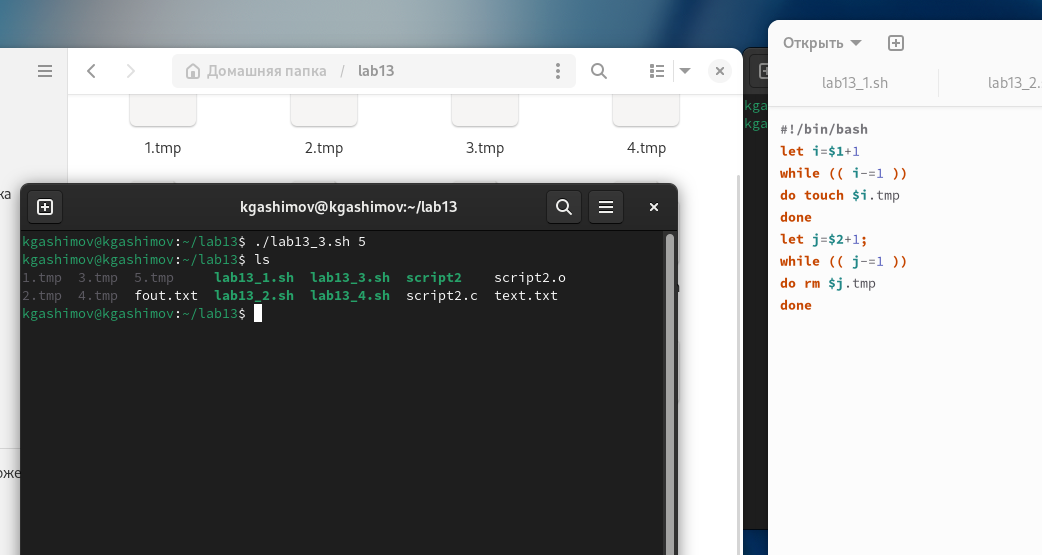 Домашняя папка / lab13
1.tmp 2.tmp 3.tmp 4.tmp
kgashimov@kgashimov:~/lab13
kgashimov@kgashimov:~/lab13$ ./lab13_3.sh 5
kgashimov@kgashimov:~/lab13$ ls
1.tmp 3.tmp 5.tmp lab13_1.sh lab13_3.sh script2 script2.o
2.tmp 4.tmp fout.txt lab13_2.sh lab13_4.sh script2.c text.txt
kgashimov@kgashimov:~/lab13$
kga
kga
Открыть
lab13_1.sh lab13_2.
#!/bin/bash
let i=$1+1
while (( i-=1 ))
do touch $i.tmp
done
let j=$2+1;
while (( j-=1 ))
do rm $j.tmp
done